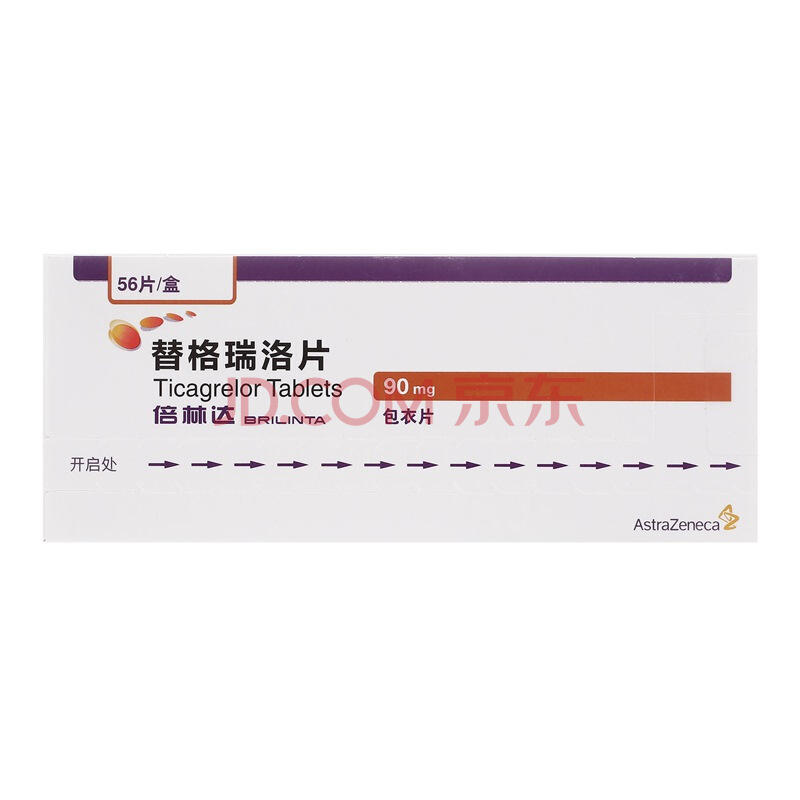 56片/盒
替格瑞洛片
Ticagrelor Tablets
90 mg
倍林达 BRILINTA
包衣片
JD.COM 京东
开启处
AstraZeneca